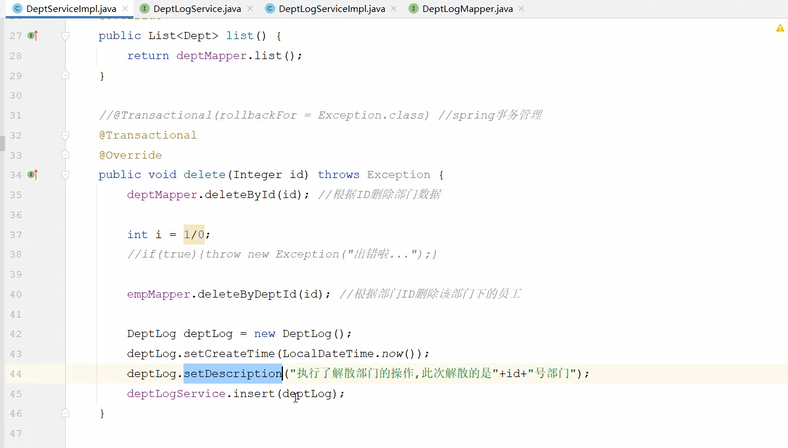 DeptServiceImpl.java × DeptLogService.java × DeptLogServiceImpl.java × DeptLogMapper.java ×
27 public List<Dept> list() {
28 return deptMapper.list();
29 }
30
31 //@Transactional(rollbackFor = Exception.class) //spring事务管理
32 @Transactional
33 @Override
34 public void delete(Integer id) throws Exception {
35 deptMapper.deleteById(id); //根据ID删除部门数据
36
37 int i = 1/0;
38 //if(true){throw new Exception("出错啦...");}
39
40 empMapper.deleteByDeptId(id); //根据部门ID删除该部门下的员工
41
42 DeptLog deptLog = new DeptLog();
43 deptLog.setCreateTime(LocalDateTime.now());
44 deptLog.setDescription("执行了解散部门的操作,此次解散的是"+id+"号部门");
45 deptLogService.insert(deptLog);
46 }
47